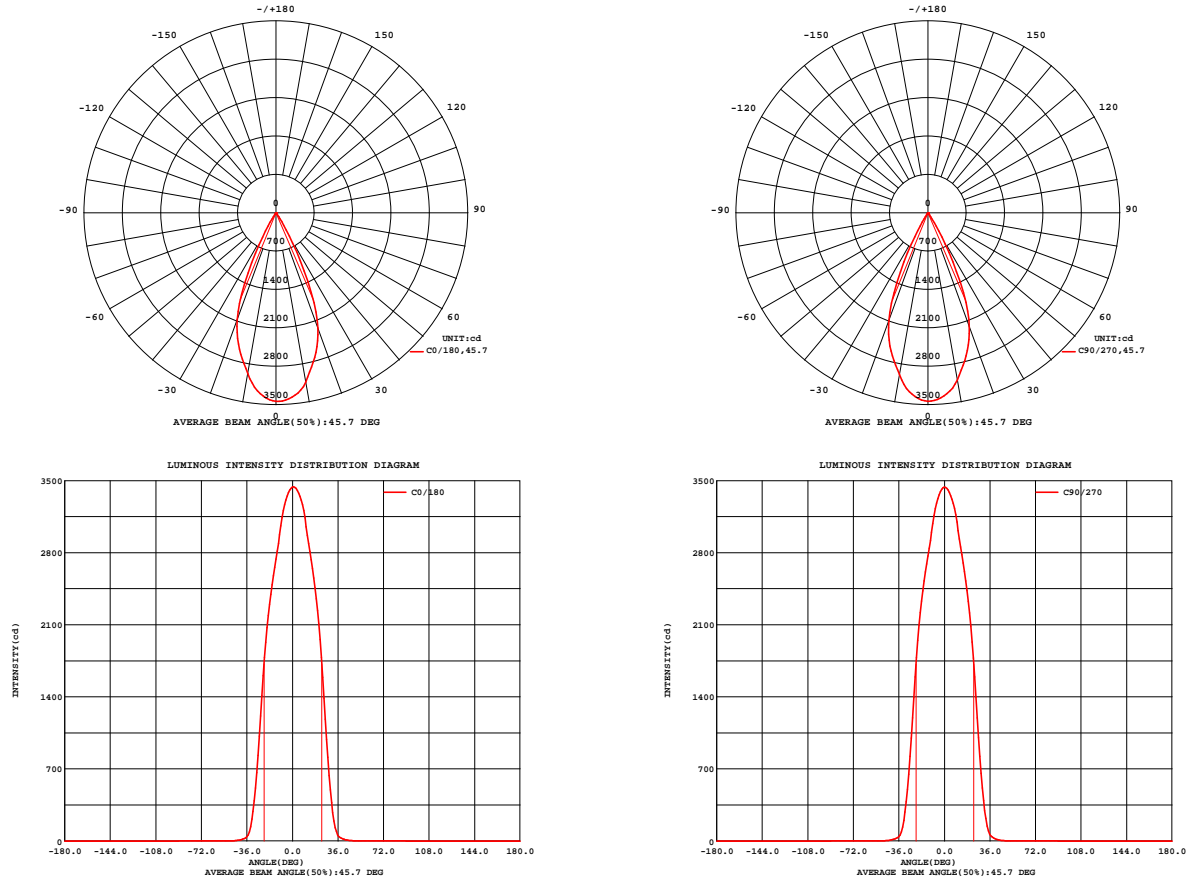 -/+180
-150
150
-120
120
0
-90
90
700
1400
-60
60
2100
UNIT:cd
C0/180,45.7
2800
-30
30
3500
0
AVERAGE BEAM ANGLE(50%):45.7 DEG
-/+180
-150
150
-120
120
0
-90
90
700
1400
-60
60
2100
UNIT:cd
C90/270,45.7
2800
-30
30
3500
0
AVERAGE BEAM ANGLE(50%):45.7 DEG
LUMINOUS INTENSITY DISTRIBUTION DIAGRAM
3500
C0/180
2800
2100
INTENSITY(cd)
1400
700
0
-180.0 -144.0 -108.0 -72.0 -36.0 0.0 36.0 72.0 108.0 144.0 180.0
ANGLE(DEG)
AVERAGE BEAM ANGLE(50%):45.7 DEG
LUMINOUS INTENSITY DISTRIBUTION DIAGRAM
3500
C90/270
2800
2100
INTENSITY(cd)
1400
700
0
-180.0 -144.0 -108.0 -72.0 -36.0 0.0 36.0 72.0 108.0 144.0 180.0
ANGLE(DEG)
AVERAGE BEAM ANGLE(50%):45.7 DEG